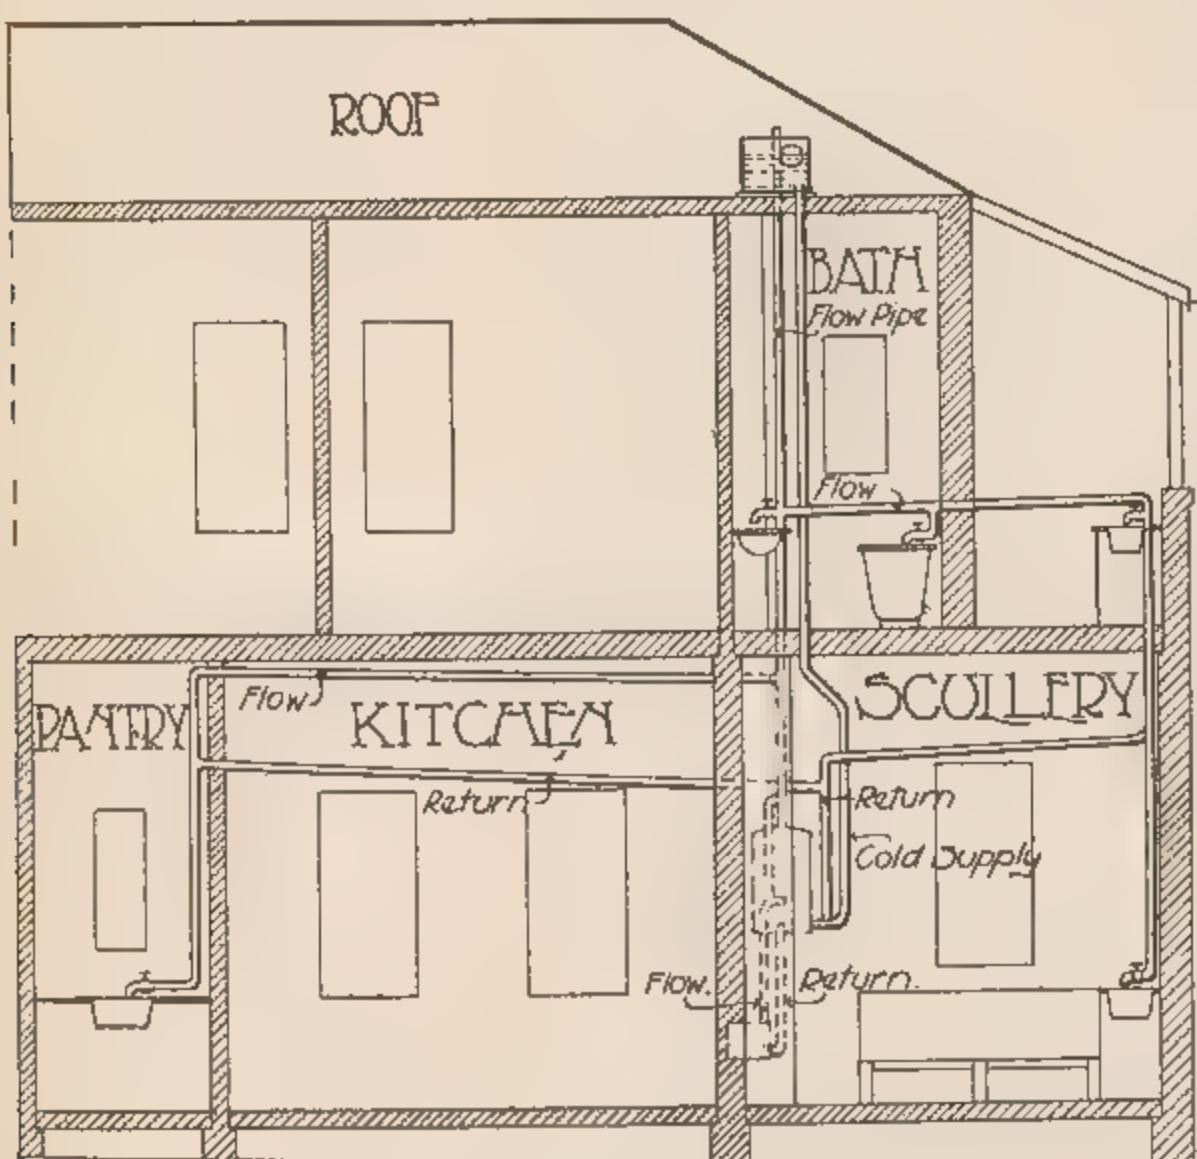 ROOF
BATH
Flow Pipe
Flow
Flow
PANTRY
KITCHEN
SCULLERY
Return
Return
Cold Supply
Flow.
Return.